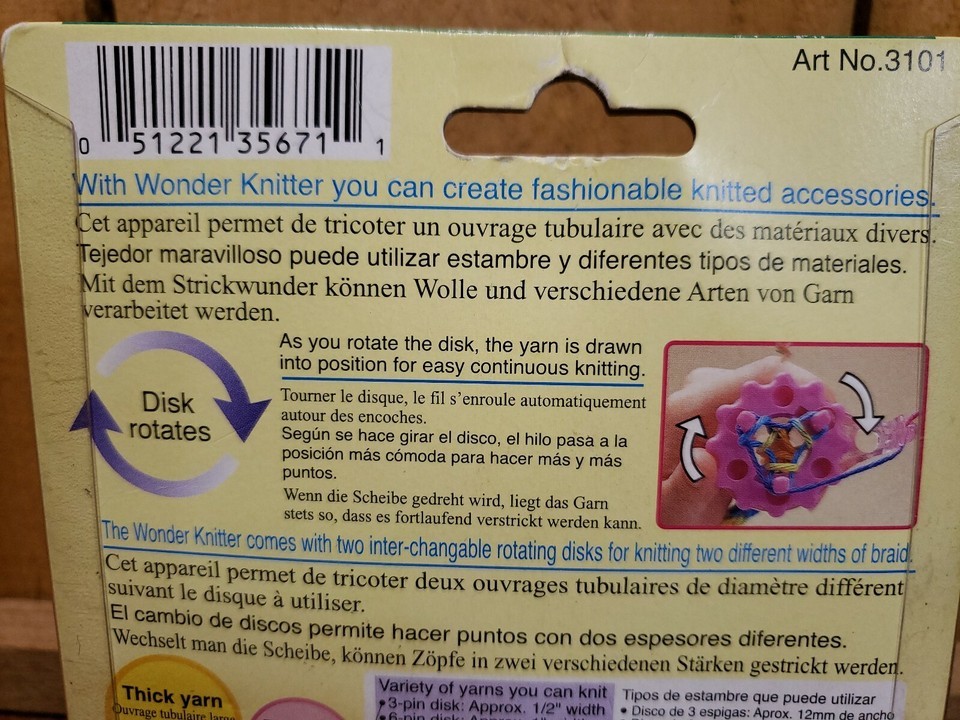 Art No.3101
0 51221 35671 1
With Wonder Knitter you can create fashionable knitted accessories.
Cet appareil permet de tricoter un ouvrage tubulaire avec des matériaux divers.
Tejedor maravilloso puede utilizar estambre y diferentes tipos de materiales.
Mit dem Strickwunder können Wolle und verschiedene Arten von Garn
verarbeitet werden.
Disk
rotates
As you rotate the disk, the yarn is drawn
into position for easy continuous knitting.
Tourner le disque, le fil s'enroule automatiquement
autour des encoches.
Según se hace girar el disco, el hilo pasa a la
posición más cómoda para hacer más y más
puntos.
Wenn die Scheibe gedreht wird, liegt das Garn
stets so, dass es fortlaufend verstrickt werden kann.
The Wonder Knitter comes with two inter-changable rotating disks for knitting two different widths of braid.
Cet appareil permet de tricoter deux ouvrages tubulaires de diamètre différent
suivant le disque à utiliser.
El cambio de discos permite hacer puntos con dos espesores diferentes.
Wechselt man die Scheibe, können Zöpfe in zwei verschiedenen Stärken gestrickt werden.
Thick yarn
Ouvrage tubulaire large
Variety of yarns you can knit
• 3-pin disk: Approx. 1/2" width
• 6-pin disk: Approx. 1" width
Tipos de estambre que puede utilizar
• Disco de 3 espigas: Aprox. 12mm de ancho